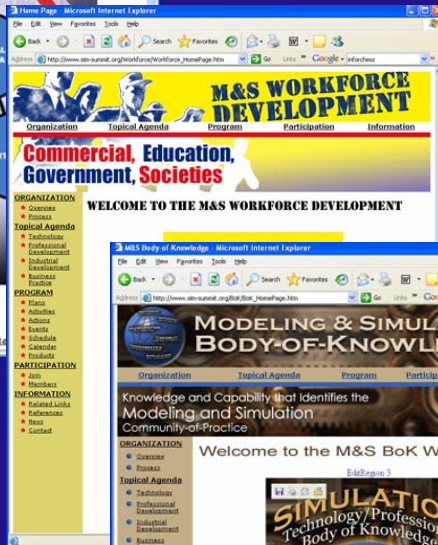 Home Page - Microsoft Internet Explorer
File Edit View Favorites Tools Help
Back Search Favorites
Address http://www.sim-summit.org/Workforce/Workforce_HomePage.htm Go Links Google
M&S WORKFORCE
DEVELOPMENT
Organization Topical Agenda Program Participation Information
Commercial, Education,
Government, Societies
ORGANIZATION
Overview
Process
Topical Agenda
Technology
Professional
Development
Industrial
Development
Business
Practice
PROGRAM
Plans
Activities
Actions
Events
Schedule
Calendar
Products
PARTICIPATION
Join
Members
INFORMATION
Related Links
References
News
Contact
WELCOME TO THE M&S WORKFORCE DEVELOPMENT
M&S Body-of-Knowledge - Microsoft Internet Explorer
File Edit View Favorites Tools Help
Back Search Favorites
Address http://www.sim-summit.org/BoK/BoK_HomePage.htm Go Links
MODELING & SIMUL
BODY-OF-KNOWL
Organization Topical Agenda Program Particip
Knowledge and Capability that Identifies the
Modeling and Simulation
Community-of-Practice
ORGANIZATION
Overview
Process
Topical Agenda
Technology
Professional
Development
Industrial
Development
Business
Welcome to the M&S BoK W
EditRegion 3
SIMULATIO
Technology/Profession
Body of Knowledge